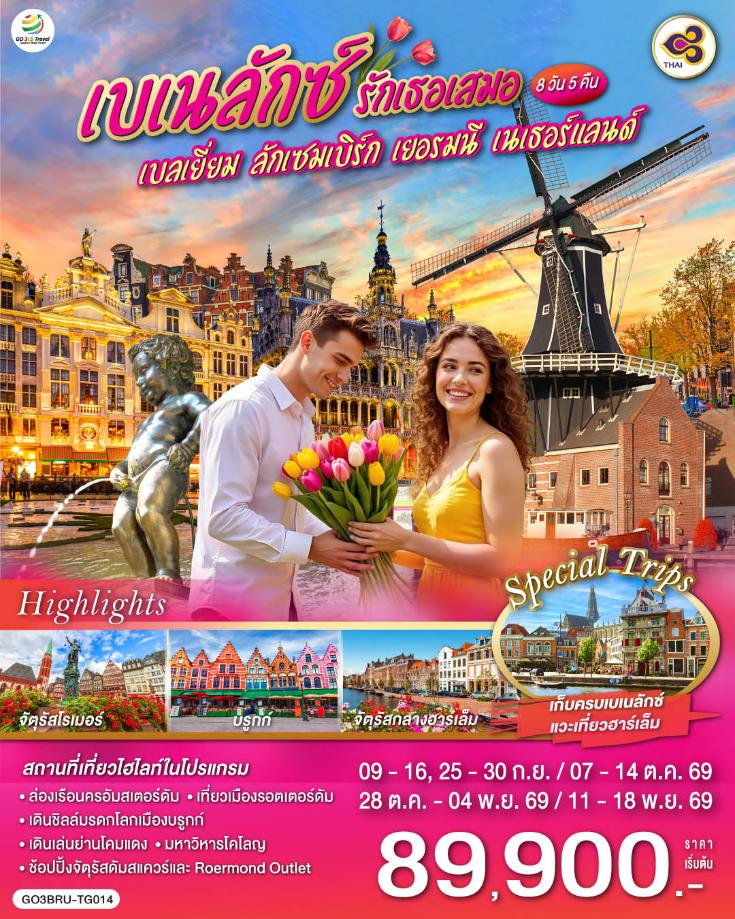 GO 365 Travel
THAI
เบเนลักซ์ รักเธอเสมอ 8 วัน 5 คืน
เบลเยี่ยม ลักเซมเบิร์ก เยอรมนี เนเธอร์แลนด์
Highlights
Special Trips
จัตุรัสโรเมอร์
บรูกก์
จัตุรัสกลางฮาร์เล็ม
เก็บครบเบเนลักซ์
แวะเที่ยวฮาร์เล็ม
สถานที่เที่ยวไฮไลท์ในโปรแกรม
• ล่องเรือนครอัมสเตอร์ดัม • เที่ยวเมืองรอตเตอร์ดัม
• เดินชิลล์มรดกโลกเมืองบรูกก์
• เดินเล่นย่านโคมแดง • มหาวิหารโคโลญ
• ช้อปปิ้งจัตุรัสดัมสแควร์และ Roermond Outlet
GO3BRU-TG014
09 - 16, 25 - 30 ก.ย. / 07 - 14 ต.ค. 69
28 ต.ค. - 04 พ.ย. 69 / 11 - 18 พ.ย. 69
89,900.-
ราคา
เริ่มต้น